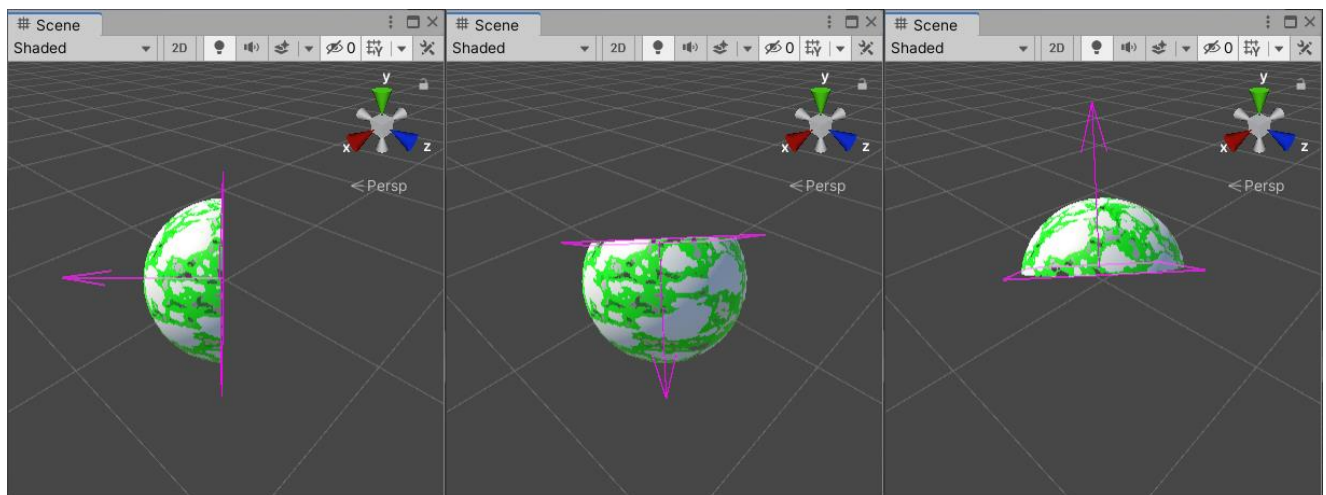 Scene
Shaded
2D
0
y
x
z
Persp
Scene
Shaded
2D
0
y
x
z
Persp
Scene
Shaded
2D
0
y
x
z
Persp